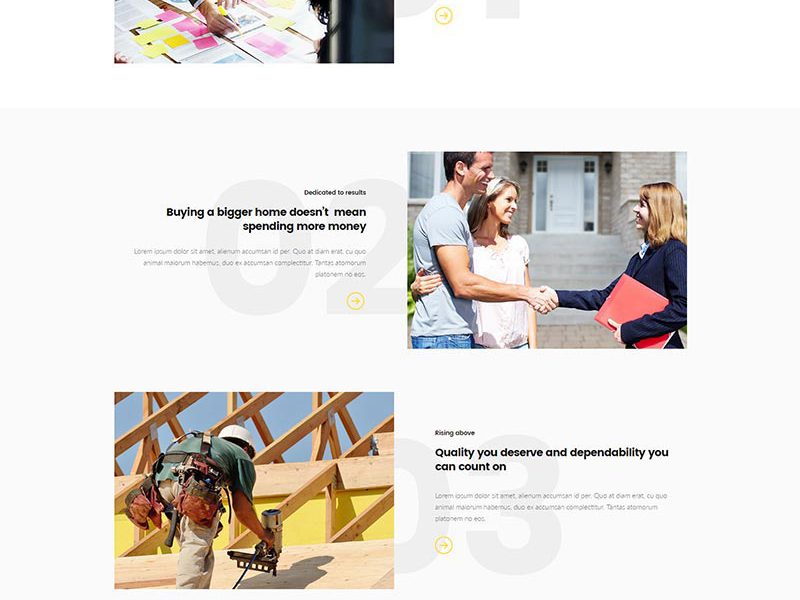 01
02
Dedicated to results
Buying a bigger home doesn't mean
spending more money
Lorem ipsum dolor sit amet, alienum accumsan id per. Quo at diam erat, cu quo
animal maiorum habemus, duo ex accumsan complectitur. Tantas atomorum
platonem no eos.
03
Rising above
Quality you deserve and dependability you
can count on
Lorem ipsum dolor sit amet, alienum accumsan id per. Quo at diam erat, cu quo
animal maiorum habemus, duo ex accumsan complectitur. Tantas atomorum
platonem no eos.